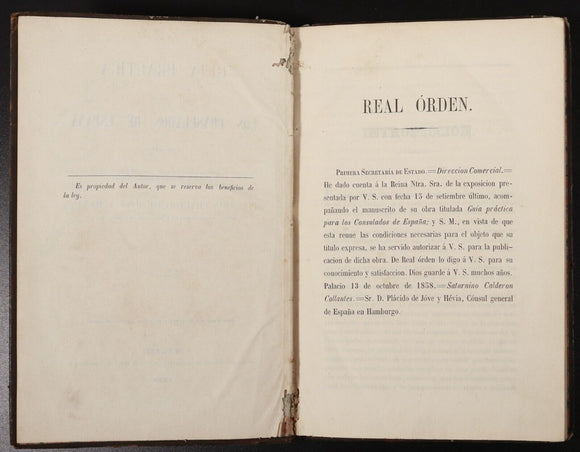 Es propiedad del Autor, que se reserva los beneficios de
la ley.
REAL ÓRDEN.
PRIMERA SECRETARÍA DE ESTADO.=Direccion Comercial.=
He dado cuenta á la Reina Ntra. Sra. de la exposicion pre-
sentada por V. S. con fecha 15 de setiembre último, acom-
pañando el manuscrito de su obra titulada Guia práctica
para los Consulados de España; y S. M., en vista de que
esta reune las condiciones necesarias para el objeto que su
título expresa, se ha servido autorizar á V. S. para la publi-
cacion de dicha obra. De Real órden lo digo á V. S. para su
conocimiento y satisfaccion. Dios guarde á V. S. muchos años.
Palacio 13 de octubre de 1858.=Saturnino Calderon
Collantes.=Sr. D. Plácido de Jóve y Hévia, Cónsul general
de España en Hamburgo.